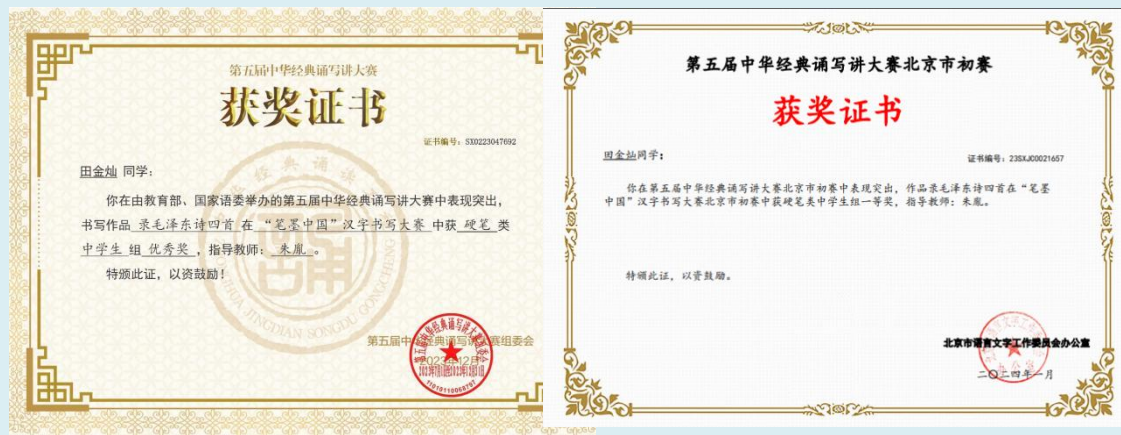 第五届中华经典诵写讲大赛
获奖证书
证书编号：SX0223047692
田金灿 同学：
你在由教育部、国家语委举办的第五届中华经典诵写讲大赛中表现突出，
书写作品 录毛泽东诗四首 在 “笔墨中国”汉字书写大赛 中获 硬笔 类
中学生 组 优秀奖 ，指导教师： 朱胤 。
特颁此证，以资鼓励！
第五届中华经典诵写讲大赛组委会
2023年12月
11010110068797
第五届中华经典诵写讲大赛北京市初赛
获奖证书
田金灿同学：
证书编号：23SXJC0021657
你在第五届中华经典诵写讲大赛北京市初赛中表现突出，作品录毛泽东诗四首在“笔墨
中国”汉字书写大赛北京市初赛中获硬笔类中学生组一等奖，指导教师：朱胤。
特颁此证，以资鼓励。
北京市语言文字工作委员会办公室
二〇二四年一月